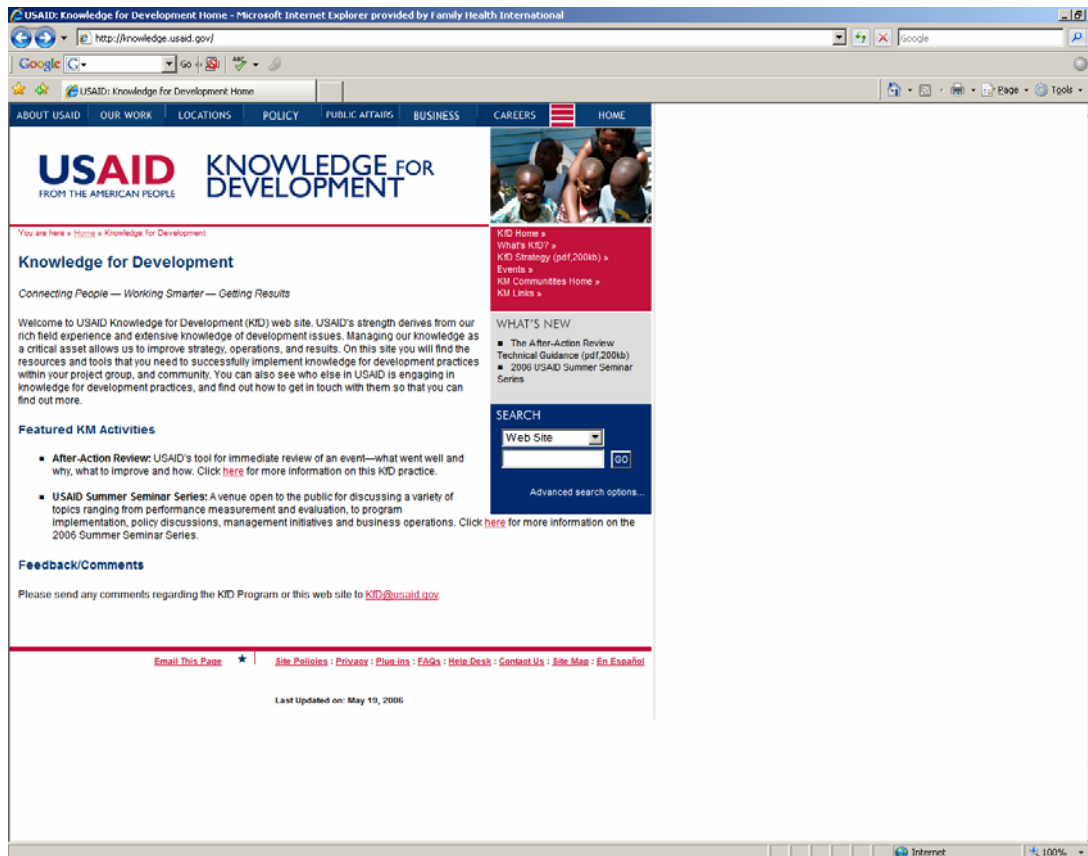 USAID: Knowledge for Development Home - Microsoft Internet Explorer provided by Family Health International
http://knowledge.usaid.gov/
Google
Google G
Go
ABC
USAID: Knowledge for Development Home
Page
Tools
ABOUT USAID OUR WORK LOCATIONS POLICY PUBLIC AFFAIRS BUSINESS CAREERS HOME
USAID
FROM THE AMERICAN PEOPLE
KNOWLEDGE FOR
DEVELOPMENT
You are here » Home » Knowledge for Development
Knowledge for Development
Connecting People — Working Smarter — Getting Results
Welcome to USAID Knowledge for Development (KfD) web site. USAID's strength derives from our
rich field experience and extensive knowledge of development issues. Managing our knowledge as
a critical asset allows us to improve strategy, operations, and results. On this site you will find the
resources and tools that you need to successfully implement knowledge for development practices
within your project group, and community. You can also see who else in USAID is engaging in
knowledge for development practices, and find out how to get in touch with them so that you can
find out more.
Featured KM Activities
■ After-Action Review: USAID's tool for immediate review of an event—what went well and
why, what to improve and how. Click here for more information on this KfD practice.
■ USAID Summer Seminar Series: A venue open to the public for discussing a variety of
topics ranging from performance measurement and evaluation, to program
implementation, policy discussions, management initiatives and business operations. Click here for more information on the
2006 Summer Seminar Series.
Feedback/Comments
Please send any comments regarding the KfD Program or this web site to KfD@usaid.gov.
KfD Home »
What's KfD? »
KfD Strategy (pdf,200kb) »
Events »
KM Communitites Home »
KM Links »
WHAT'S NEW
■ The After-Action Review
Technical Guidance (pdf,200kb)
■ 2006 USAID Summer Seminar
Series
SEARCH
Web Site
GO
Advanced search options...
Email This Page ★ Site Policies : Privacy : Plug-ins : FAQs : Help Desk : Contact Us : Site Map : En Español
Last Updated on: May 19, 2006
Internet
100%